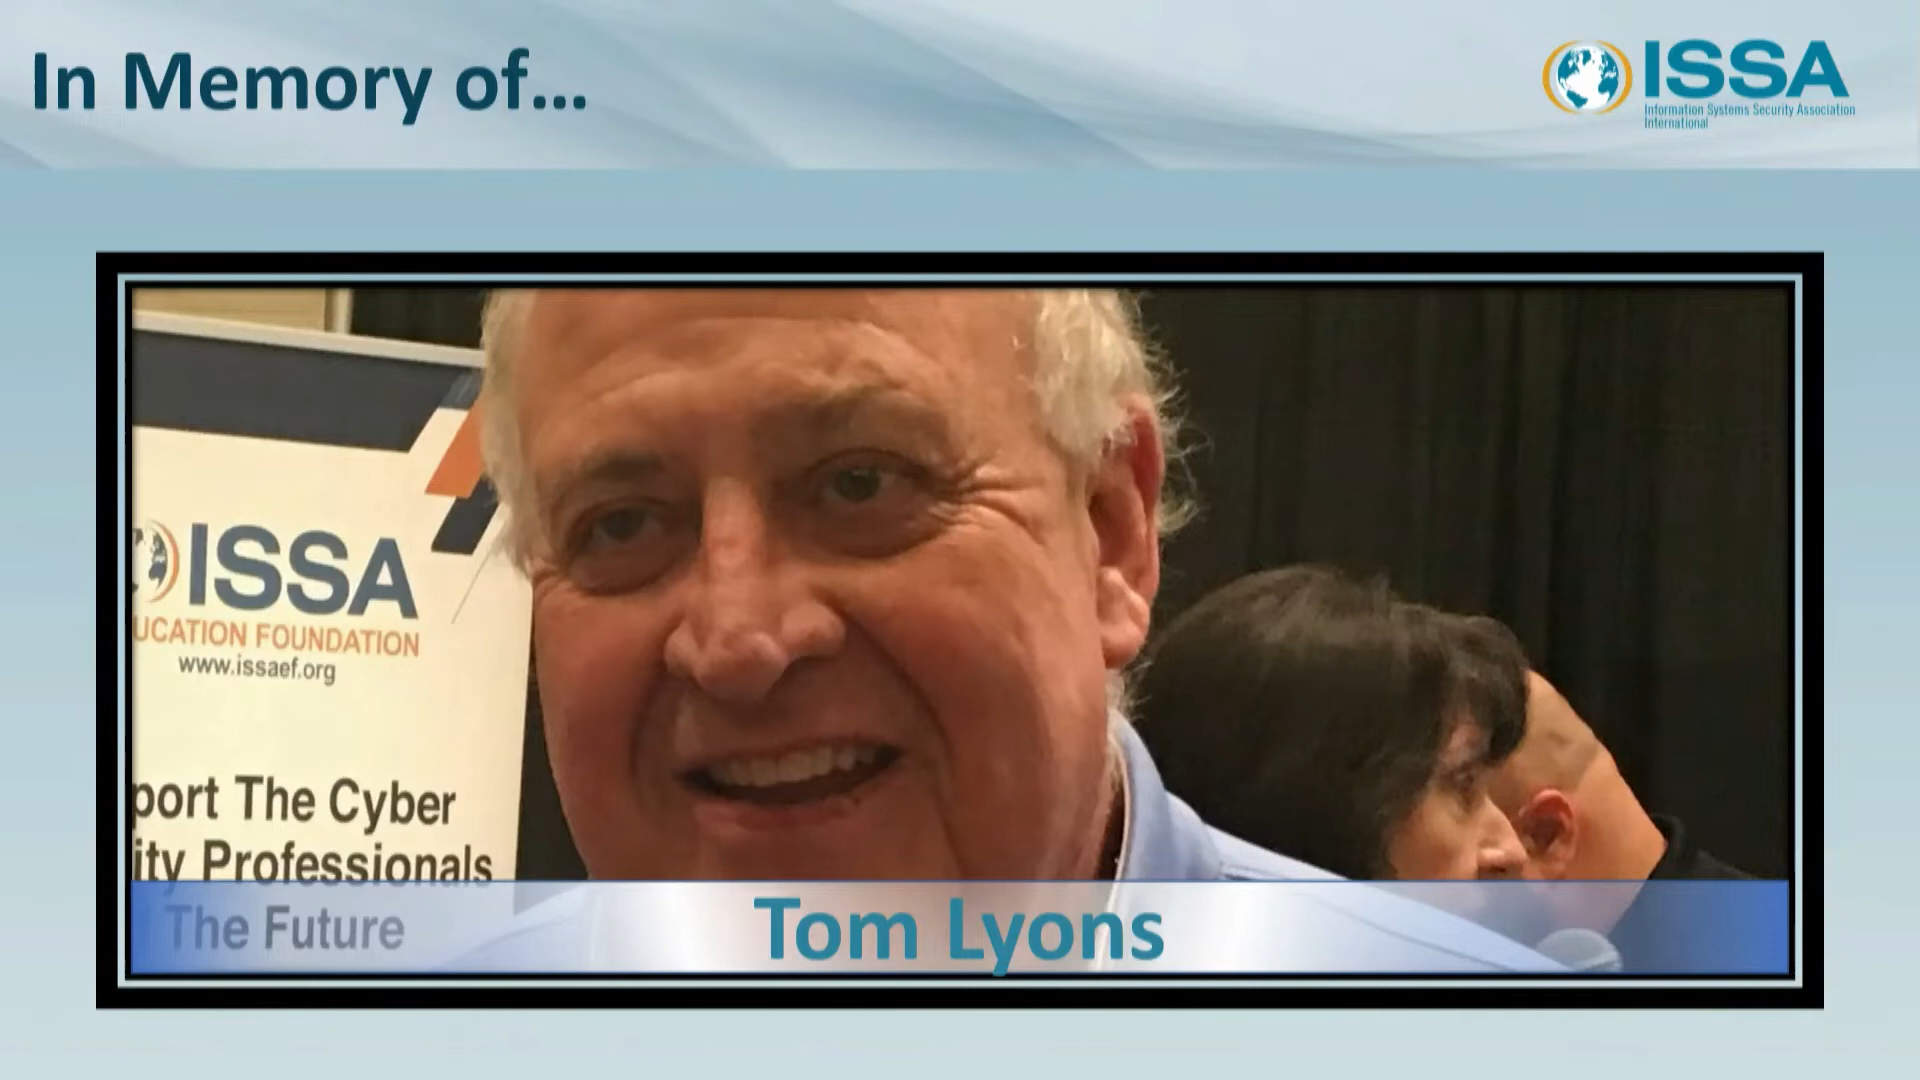 In Memory of...
ISSA
Information Systems Security Association
International
ISSA
UCATION FOUNDATION
www.issaef.org
port The Cyber
ity Professionals
The Future
Tom Lyons